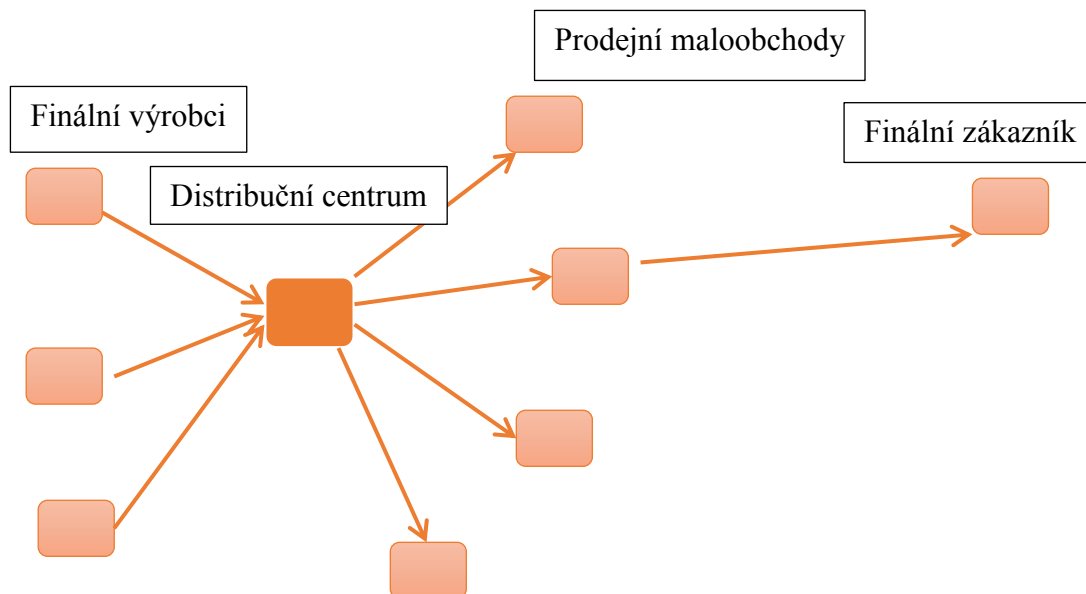 Prodejní maloobchody
Finální výrobci
Finální zákazník
Distribuční centrum